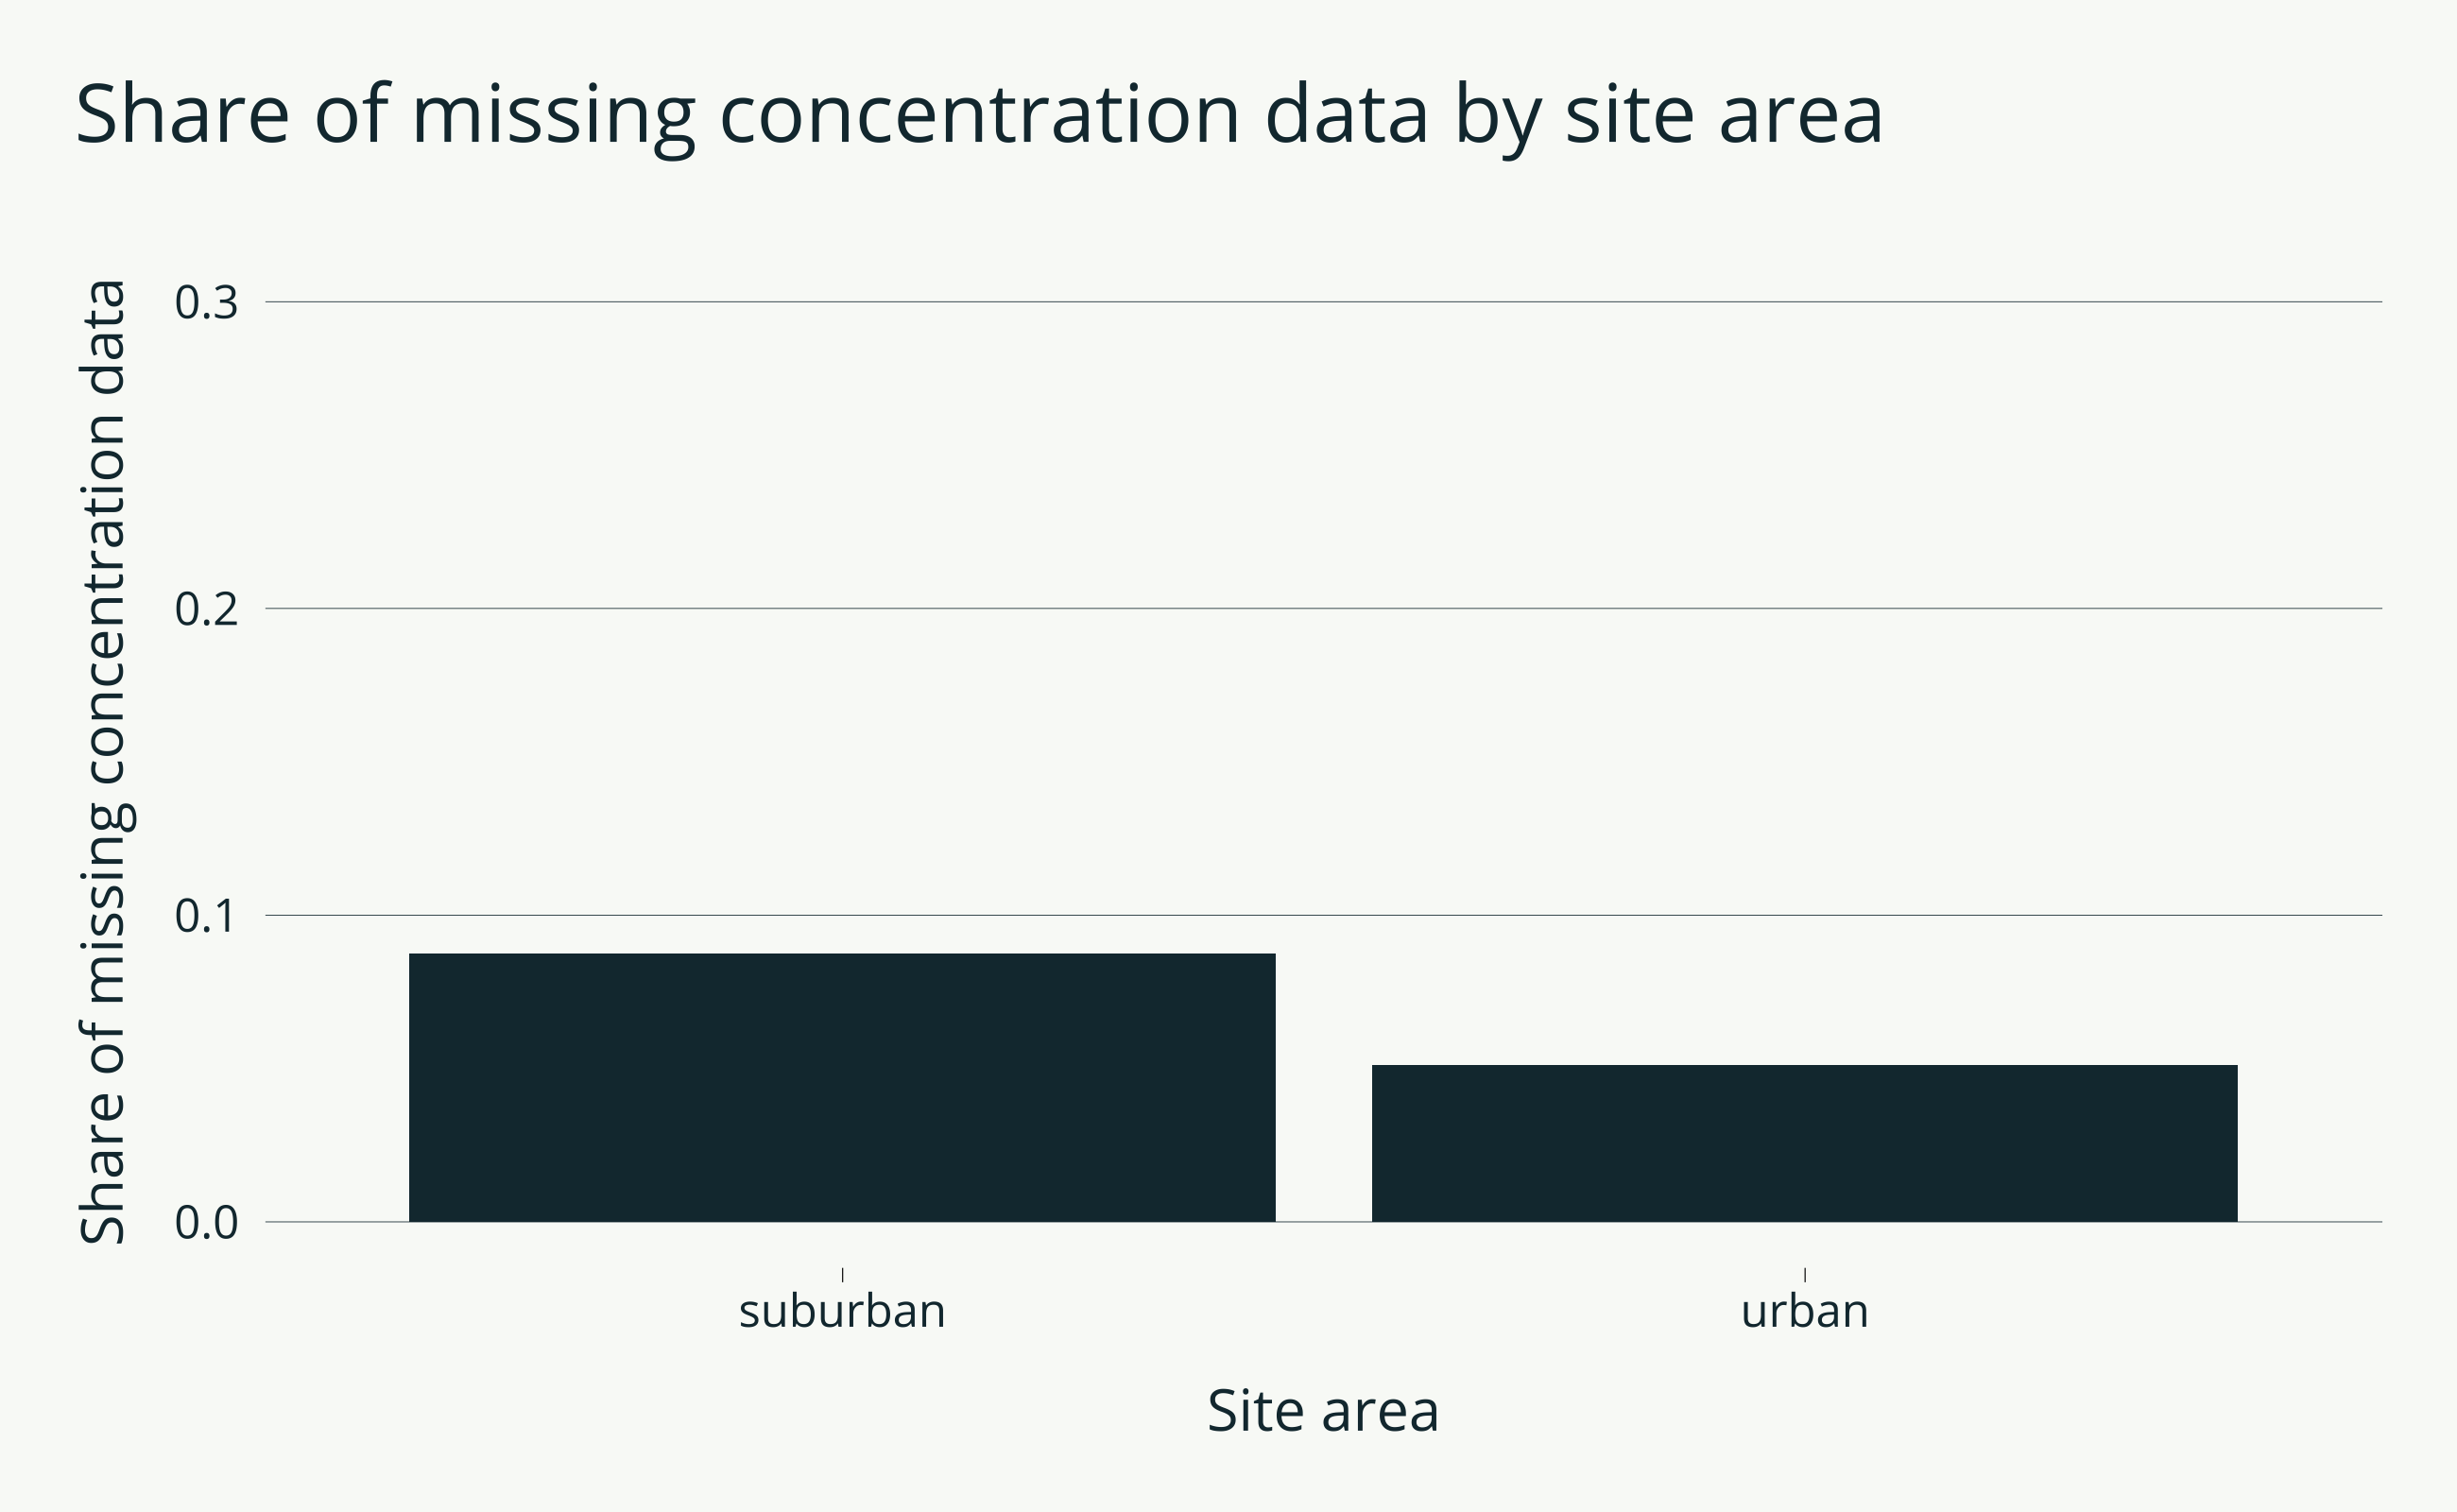 Share of missing concentration data by site area
Share of missing concentration data
0.3
0.2
0.1
0.0
suburban
urban
Site area